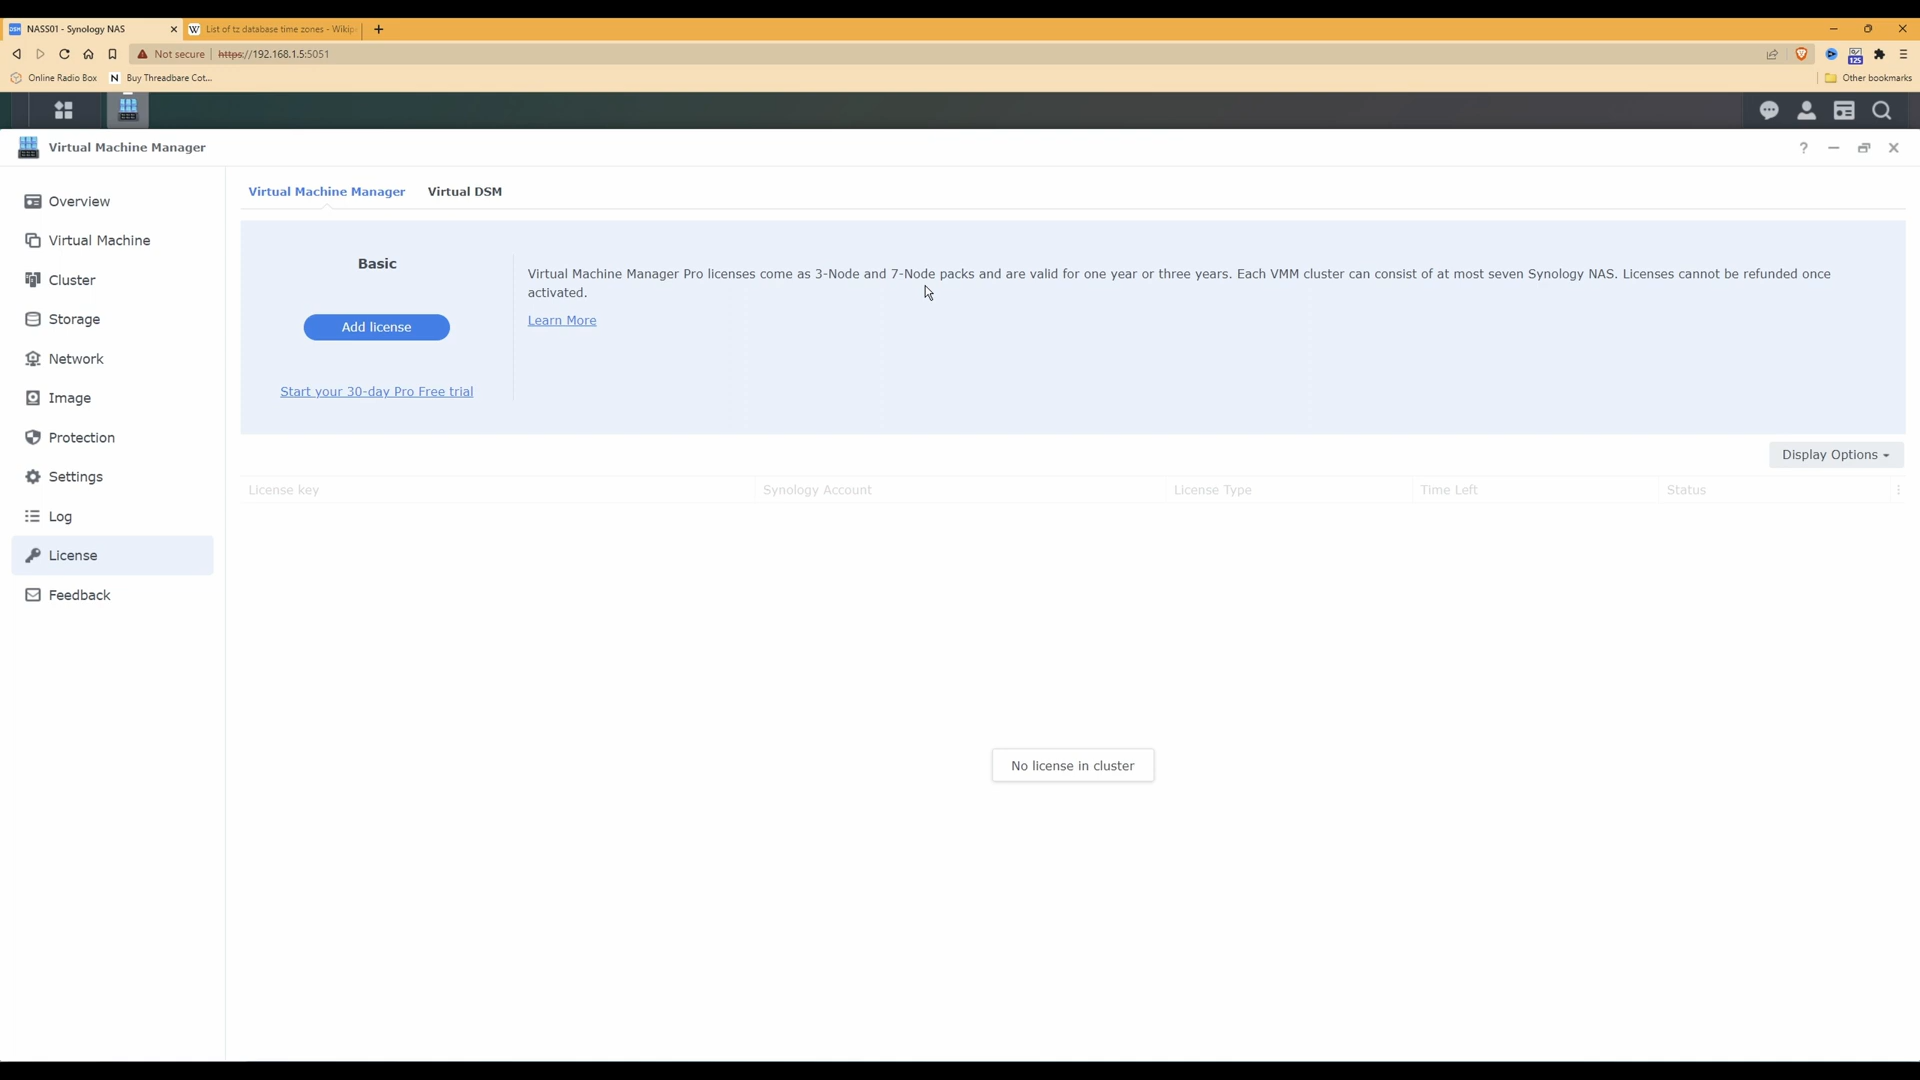 NASS01 - Synology NAS
List of tz database time zones - Wikip
Not secure
https://192.168.1.5:5051
125
Online Radio Box
N
Buy Threadbare Cot...
Other bookmarks
Virtual Machine Manager
?
Overview
Virtual Machine
Cluster
Storage
Network
Image
Protection
Settings
Log
License
Feedback
Virtual Machine Manager
Virtual DSM
Basic
Add license
Start your 30-day Pro Free trial
Virtual Machine Manager Pro licenses come as 3-Node and 7-Node packs and are valid for one year or three years. Each VMM cluster can consist of at most seven Synology NAS. Licenses cannot be refunded once
activated.
Learn More
Display Options
License key
Synology Account
License Type
Time Left
Status
No license in cluster